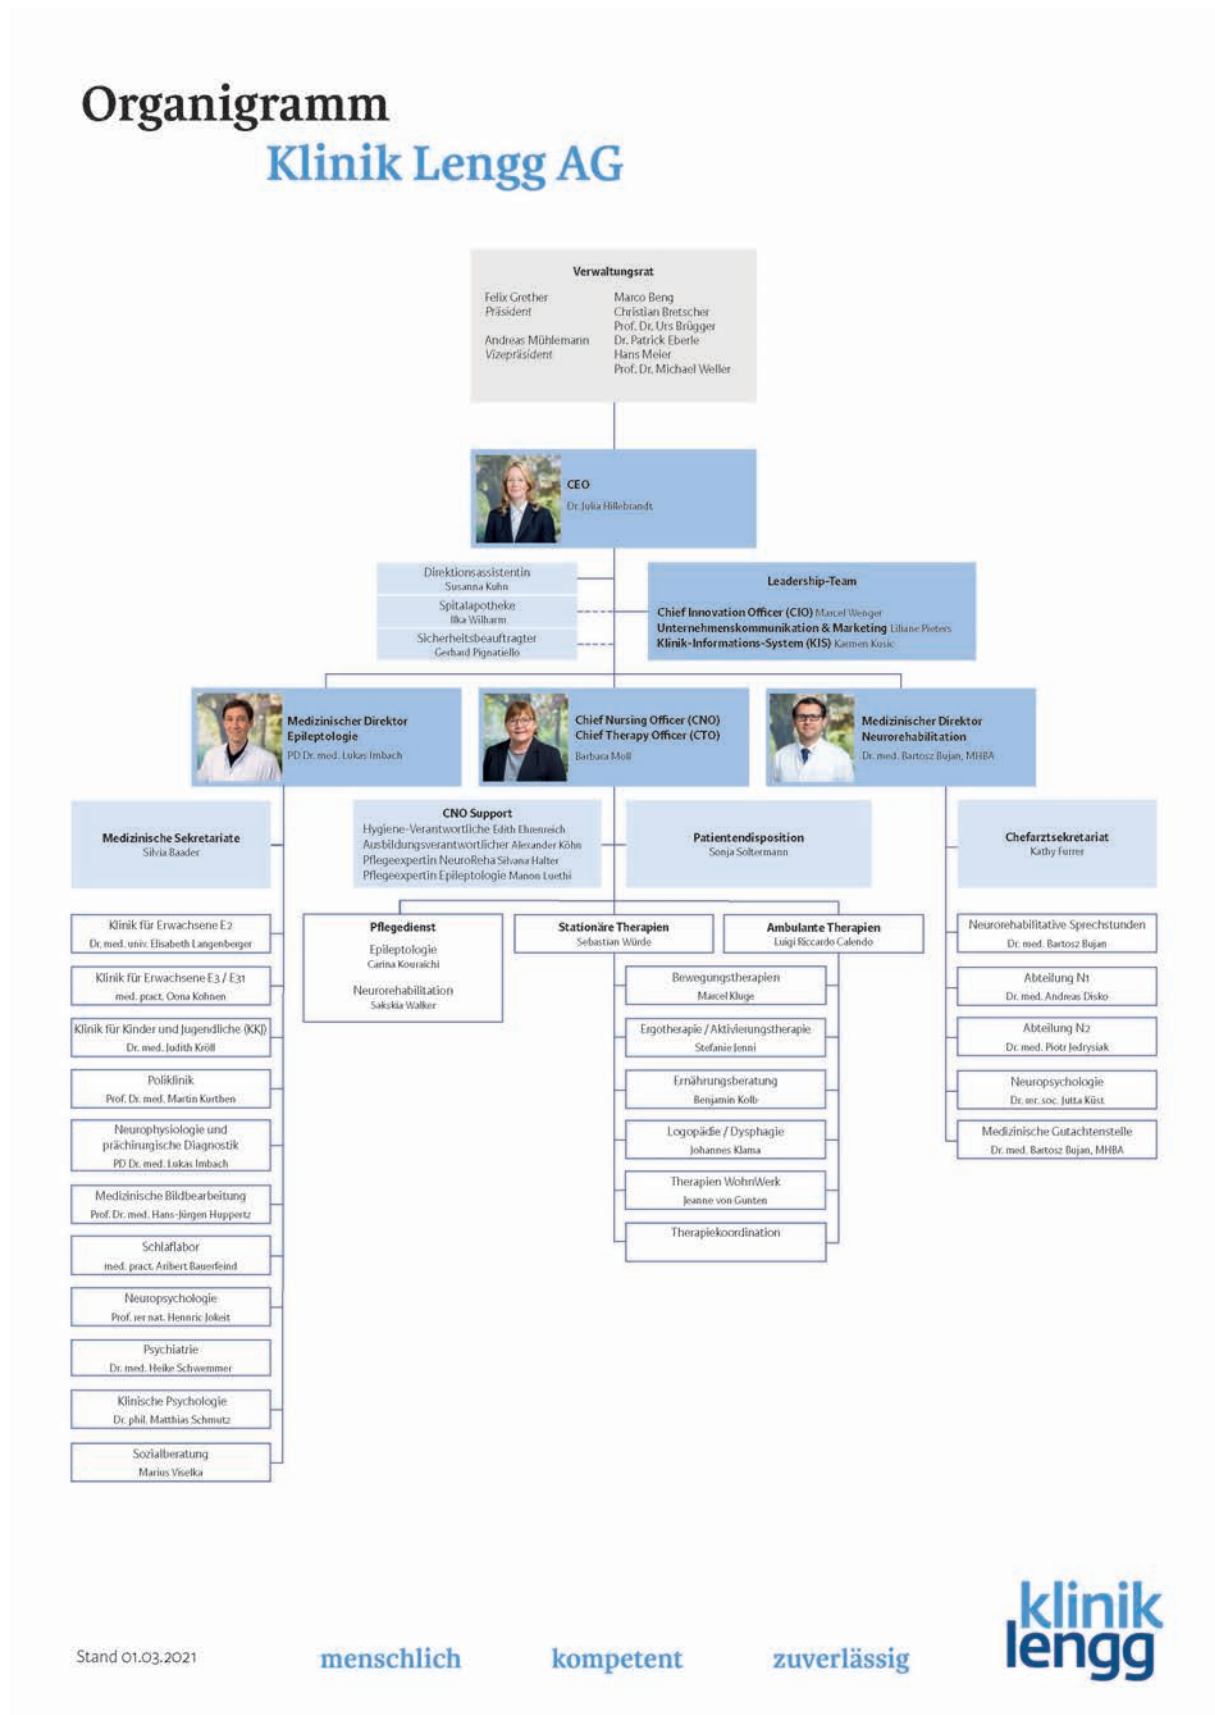 Organigramm
Klinik Lengg AG
Verwaltungsrat
Felix Grether
Präsident
Andreas Mühlemann
Vizepräsident
Marco Beng
Christian Bretscher
Prof. Dr. Urs Brügger
Dr. Patrick Eberle
Hans Meier
Prof. Dr. Michael Weller
CEO
Dr. Julia Hillebrandt
Direktionsassistentin
Susanna Kuhn
Spitalapotheke
Ilka Wilharm
Sicherheitsbeauftragter
Gerhard Pignatiello
Leadership-Team
Chief Innovation Officer (CIO) Marcel Wenger
Unternehmenskommunikation & Marketing Liliane Pieters
Klinik-Informations-System (KIS) Karmen Kusic
Medizinischer Direktor
Epileptologie
PD Dr. med. Lukas Imbach
Chief Nursing Officer (CNO)
Chief Therapy Officer (CTO)
Barbara Moll
Medizinischer Direktor
Neurorehabilitation
Dr. med. Bartosz Bujan, MHBA
Medizinische Sekretariate
Silvia Baader
CNO Support
Hygiene-Verantwortliche Edith Ehrenreich
Ausbildungsverantwortlicher Alexander Köhn
Pflegeexpertin NeuroReha Silvana Halter
Pflegeexpertin Epileptologie Manon Luethi
Patientendisposition
Sonja Soltermann
Chefarztsekretariat
Kathy Furrer
Klinik für Erwachsene E2
Dr. med. univ. Elisabeth Langenberger
Klinik für Erwachsene E3 / E31
med. pract. Oona Kohnen
Klinik für Kinder und Jugendliche (KKJ)
Dr. med. Judith Kröll
Poliklinik
Prof. Dr. med. Martin Kurthen
Neurophysiologie und
prächirurgische Diagnostik
PD Dr. med. Lukas Imbach
Medizinische Bildbearbeitung
Prof. Dr. med. Hans-Jürgen Huppertz
Schlaflabor
med. pract. Aribert Bauerfeind
Neuropsychologie
Prof. rer nat. Hennric Jokeit
Psychiatrie
Dr. med. Heike Schwemmer
Klinische Psychologie
Dr. phil. Matthias Schmutz
Sozialberatung
Marius Viselka
Pflegedienst
Epileptologie
Carina Kouraichi
Neurorehabilitation
Sakskia Walker
Stationäre Therapien
Sebastian Würde
Ambulante Therapien
Luigi Riccardo Calendo
Bewegungstherapien
Marcel Kluge
Ergotherapie / Aktivierungstherapie
Stefanie Jenni
Ernährungsberatung
Benjamin Kolb
Logopädie / Dysphagie
Johannes Klama
Therapien WohnWerk
Jeanne von Gunten
Therapiekoordination
Neurorehabilitative Sprechstunden
Dr. med. Bartosz Bujan
Abteilung N1
Dr. med. Andreas Disko
Abteilung N2
Dr. med. Piotr Jedrysiak
Neuropsychologie
Dr. rer. soc. Jutta Küst
Medizinische Gutachtenstelle
Dr. med. Bartosz Bujan, MHBA
Stand 01.03.2021
menschlich
kompetent
zuverlässig
klinik
lengg